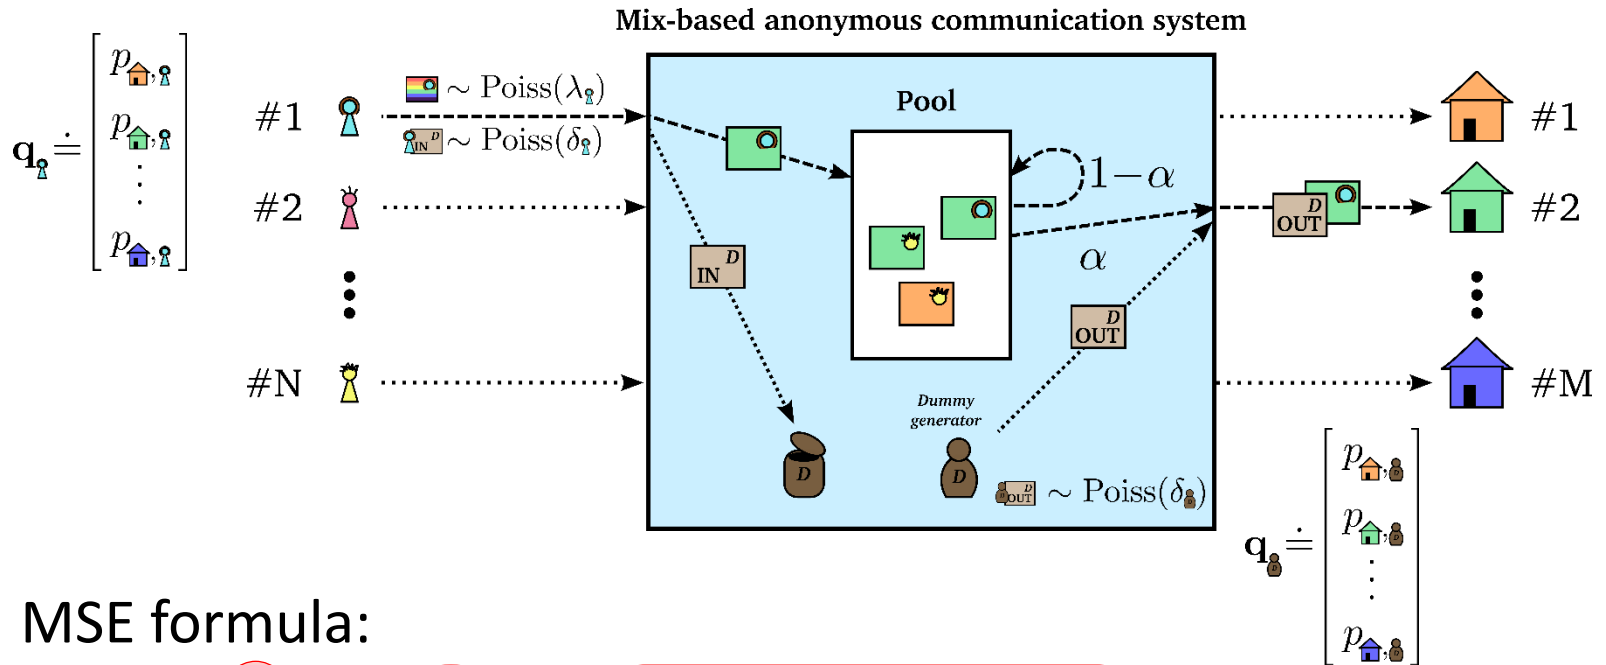 Mix-based anonymous communication system
q ≐ [ p , 
p , 
⋮
p , ]
#1
~ Poiss(λ )
IN D ~ Poiss(δ )
#2
#N
Pool
1−α
α
IN D
D
OUT D
Dummy
generator
D
D OUT D ~ Poiss(δ )
#1
OUT D
#2
#M
q D ≐ [ p , D
p , D
⋮
p , D ]
MSE formula: